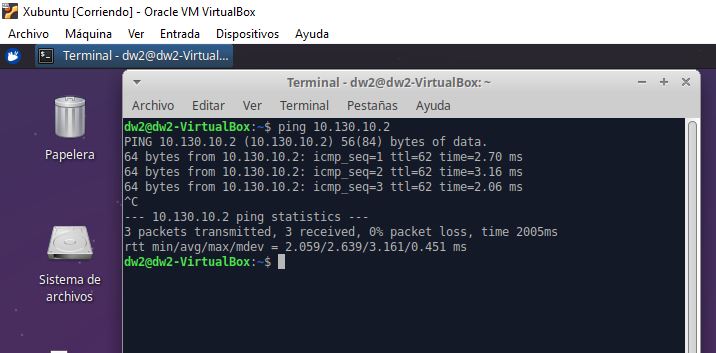 Xubuntu [Corriendo] - Oracle VM VirtualBox
Archivo Máquina Ver Entrada Dispositivos Ayuda
Terminal - dw2@dw2-Virtual...
Terminal - dw2@dw2-VirtualBox: ~
Archivo Editar Ver Terminal Pestañas Ayuda
dw2@dw2-VirtualBox:~$ ping 10.130.10.2
PING 10.130.10.2 (10.130.10.2) 56(84) bytes of data.
64 bytes from 10.130.10.2: icmp_seq=1 ttl=62 time=2.70 ms
64 bytes from 10.130.10.2: icmp_seq=2 ttl=62 time=3.16 ms
64 bytes from 10.130.10.2: icmp_seq=3 ttl=62 time=2.06 ms
^C
--- 10.130.10.2 ping statistics ---
3 packets transmitted, 3 received, 0% packet loss, time 2005ms
rtt min/avg/max/mdev = 2.059/2.639/3.161/0.451 ms
dw2@dw2-VirtualBox:~$
Papelera
Sistema de
archivos